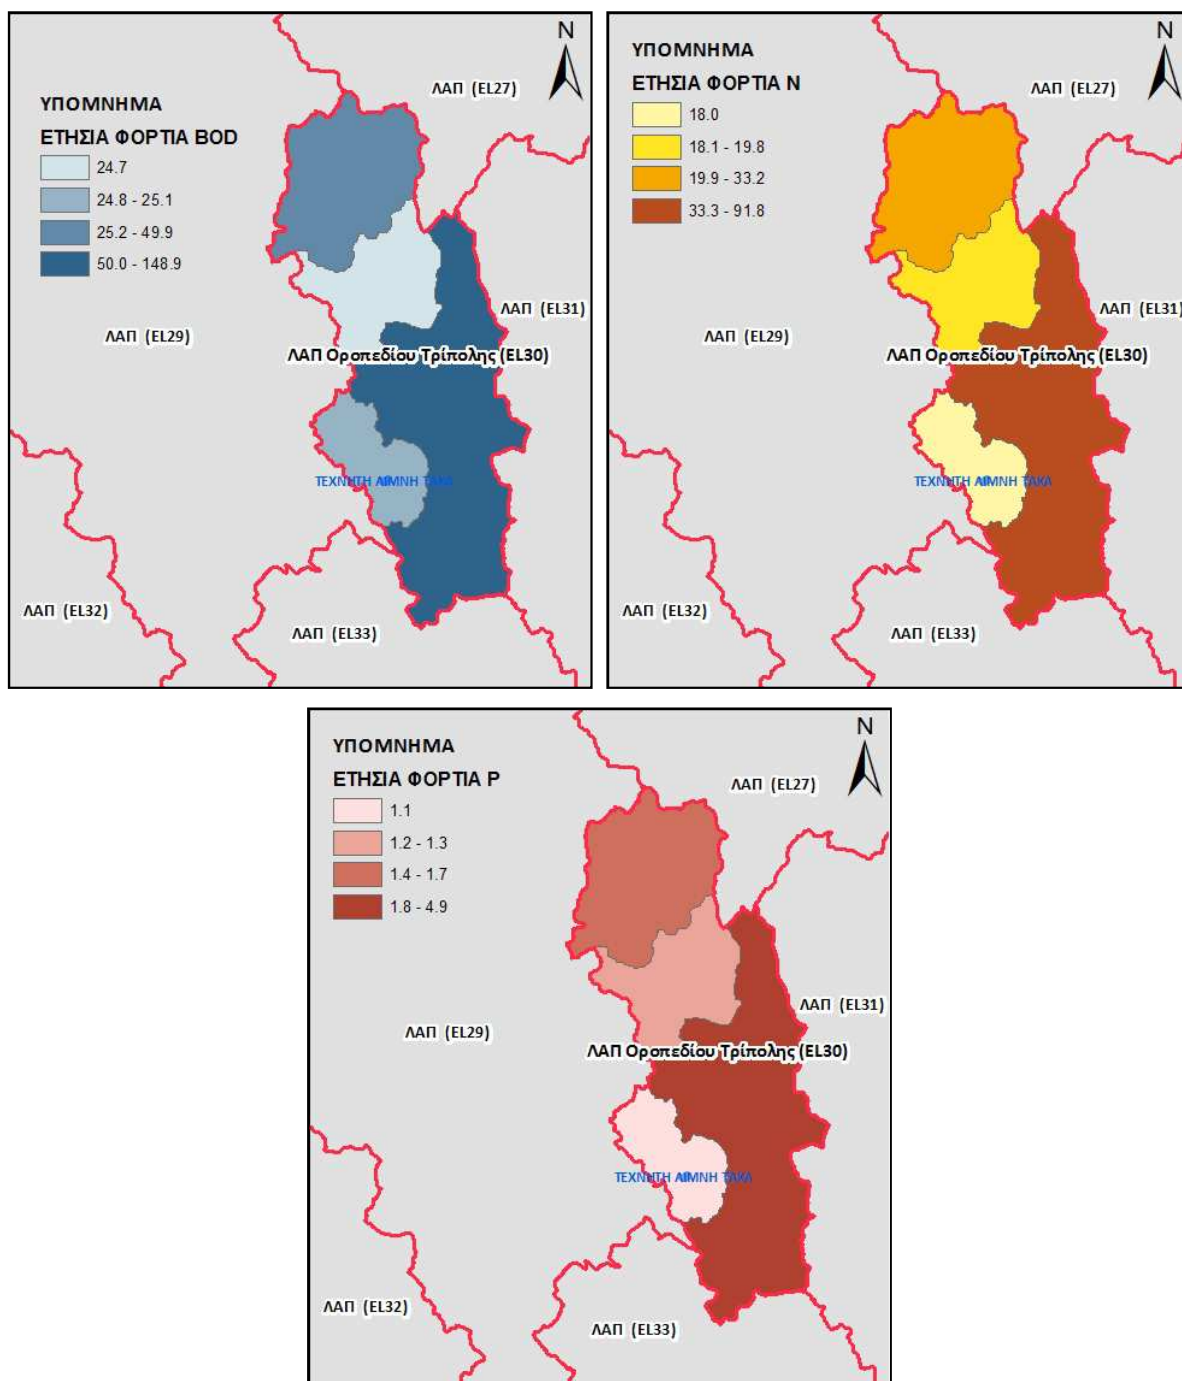 N
ΥΠΟΜΝΗΜΑ
ΕΤΗΣΙΑ ΦΟΡΤΙΑ BOD
24.7
24.8 - 25.1
25.2 - 49.9
50.0 - 148.9
ΛΑΠ (EL27)
ΛΑΠ (EL31)
ΛΑΠ (EL29)
ΛΑΠ Οροπεδίου Τρίπολης (EL30)
ΤΕΧΝΗΤΗ ΛΙΜΝΗ ΤΑΚΑ
ΛΑΠ (EL32)
ΛΑΠ (EL33)
N
ΥΠΟΜΝΗΜΑ
ΕΤΗΣΙΑ ΦΟΡΤΙΑ N
18.0
18.1 - 19.8
19.9 - 33.2
33.3 - 91.8
ΛΑΠ (EL27)
ΛΑΠ (EL31)
ΛΑΠ (EL29)
ΛΑΠ Οροπεδίου Τρίπολης (EL30)
ΤΕΧΝΗΤΗ ΛΙΜΝΗ ΤΑΚΑ
ΛΑΠ (EL32)
ΛΑΠ (EL33)
N
ΥΠΟΜΝΗΜΑ
ΕΤΗΣΙΑ ΦΟΡΤΙΑ P
1.1
1.2 - 1.3
1.4 - 1.7
1.8 - 4.9
ΛΑΠ (EL27)
ΛΑΠ (EL31)
ΛΑΠ (EL29)
ΛΑΠ Οροπεδίου Τρίπολης (EL30)
ΤΕΧΝΗΤΗ ΛΙΜΝΗ ΤΑΚΑ
ΛΑΠ (EL32)
ΛΑΠ (EL33)